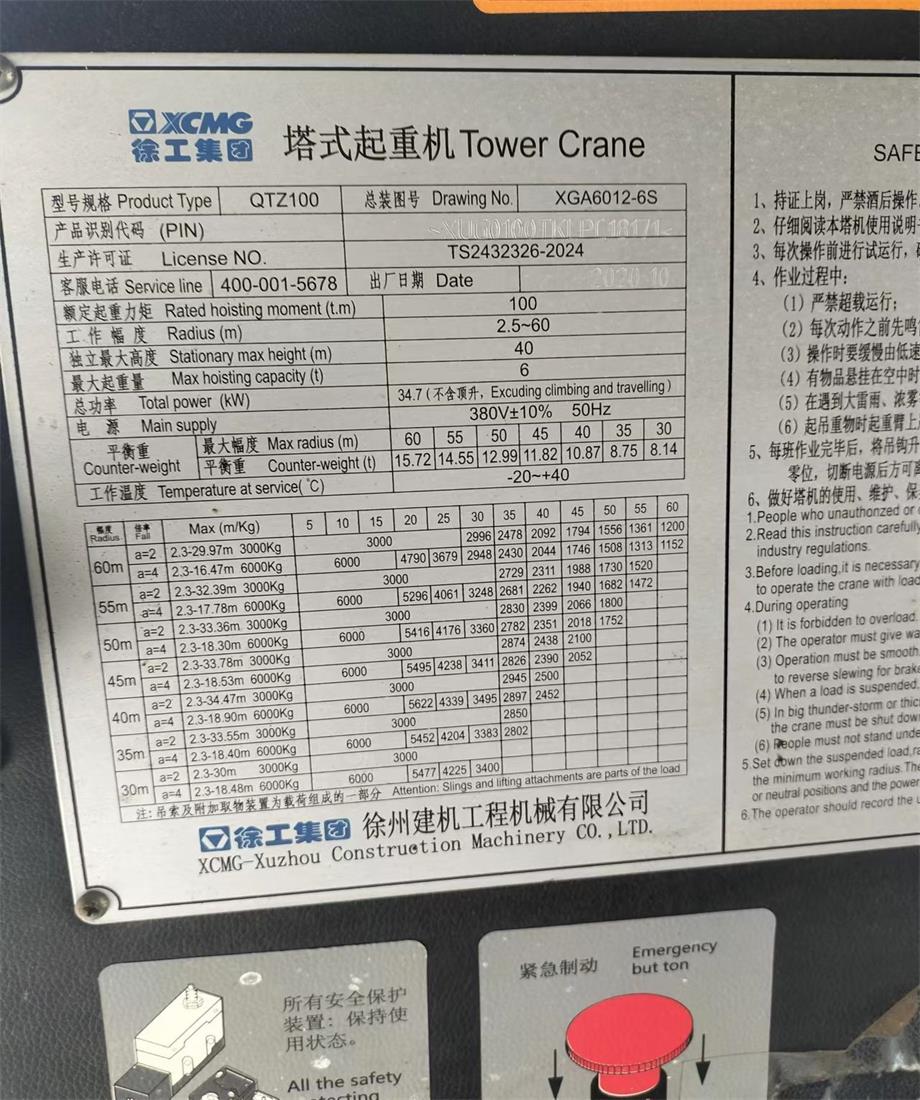 XCMG
徐工集团
塔式起重机 Tower Crane
型号规格 Product Type QTZ100 总装图号 Drawing No. XGA6012-6S
产品识别代码 (PIN)
生产许可证 License NO. TS2432326-2024
客服电话 Service line 400-001-5678 出厂日期 Date 2020-10
额定起重力矩 Rated hoisting moment (t.m) 100
工作幅度 Radius (m) 2.5~60
独立最大高度 Stationary max height (m) 40
最大起重量 Max hoisting capacity (t) 6
总功率 Total power (kW) 34.7 (不含顶升, Excuding climbing and travelling)
电源 Main supply 380V±10% 50Hz
平衡重 Counter-weight
最大幅度 Max radius (m) 60 55 50 45 40 35 30
平衡重 Counter-weight (t) 15.72 14.55 12.99 11.82 10.87 8.75 8.14
工作温度 Temperature at service(℃) -20~+40
幅度 Radius 倍率 Fall Max (m/Kg) 5 10 15 20 25 30 35 40 45 50 55 60
60m a=2 2.3-29.97m 3000Kg 3000 2996 2478 2092 1794 1556 1361 1200
a=4 2.3-16.47m 6000Kg 6000 4790 3679 2948 2430 2044 1746 1508 1313 1152
55m a=2 2.3-32.39m 3000Kg 3000 2729 2311 1988 1730 1520
a=4 2.3-17.78m 6000Kg 6000 5296 4061 3248 2681 2262 1940 1682 1472
50m a=2 2.3-33.36m 3000Kg 3000 2830 2399 2066 1800
a=4 2.3-18.30m 6000Kg 6000 5416 4176 3360 2782 2351 2018 1752
45m a=2 2.3-33.78m 3000Kg 3000 2874 2438 2100
a=4 2.3-18.53m 6000Kg 6000 5495 4238 3411 2826 2390 2052
40m a=2 2.3-34.47m 3000Kg 3000 2945 2500
a=4 2.3-18.90m 6000Kg 6000 5622 4339 3495 2897 2452
35m a=2 2.3-33.55m 3000Kg 3000 2850
a=4 2.3-18.40m 6000Kg 6000 5452 4204 3383 2802
30m a=2 2.3-30m 3000Kg 3000
a=4 2.3-18.48m 6000Kg 6000 5477 4225 3400
注:吊索及附加取物装置为载荷组成的一部分 Attention: Slings and lifting attachments are parts of the load
徐工集团 徐州建机工程机械有限公司
XCMG-Xuzhou Construction Machinery CO.,LTD.
SAFE
1、持证上岗，严禁酒后操作
2、仔细阅读本塔机使用说明
3、每次操作前进行试运行，
4、作业过程中:
(1) 严禁超载运行;
(2) 每次动作之前先鸣
(3) 操作时要缓慢由低速
(4) 有物品悬挂在空中时
(5) 在遇到大雷雨、浓雾
(6) 起吊重物时起重臂上
5、每班作业完毕后，将吊钩升
零位，切断电源后方可离
6、做好塔机的使用、维护、保
1.People who unauthonzed or
2.Read this instruction carefully
industry regulations.
3.Before loading,it is necessary
to operate the crane with load
4.During operating
(1) It is forbidden to overload.
(2) The operator must give wa
(3) Operation must be smooth.
to reverse slewing for brake
(4) When a load is suspended.
(5) In big thunder-storm or thic
the crane must be shut down
(6) People must not stand unde
5.Set down the suspended load,ra
the minimum working radius.The
or neutral positions and the power
6.The operator should record the
所有安全保护
装置: 保持使
用状态。
All the safety
紧急制动 Emergency
but ton